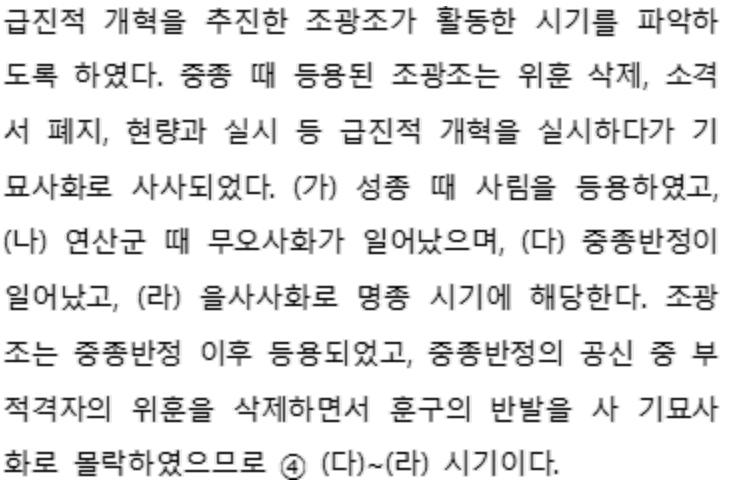 급진적 개혁을 추진한 조광조가 활동한 시기를 파악하
도록 하였다. 중종 때 등용된 조광조는 위훈 삭제, 소격
서 폐지, 현량과 실시 등 급진적 개혁을 실시하다가 기
묘사화로 사사되었다. (가) 성종 때 사림을 등용하였고,
(나) 연산군 때 무오사화가 일어났으며, (다) 중종반정이
일어났고, (라) 을사사화로 명종 시기에 해당한다. 조광
조는 중종반정 이후 등용되었고, 중종반정의 공신 중 부
적격자의 위훈을 삭제하면서 훈구의 반발을 사 기묘사
화로 몰락하였으므로 ④ (다)~(라) 시기이다.